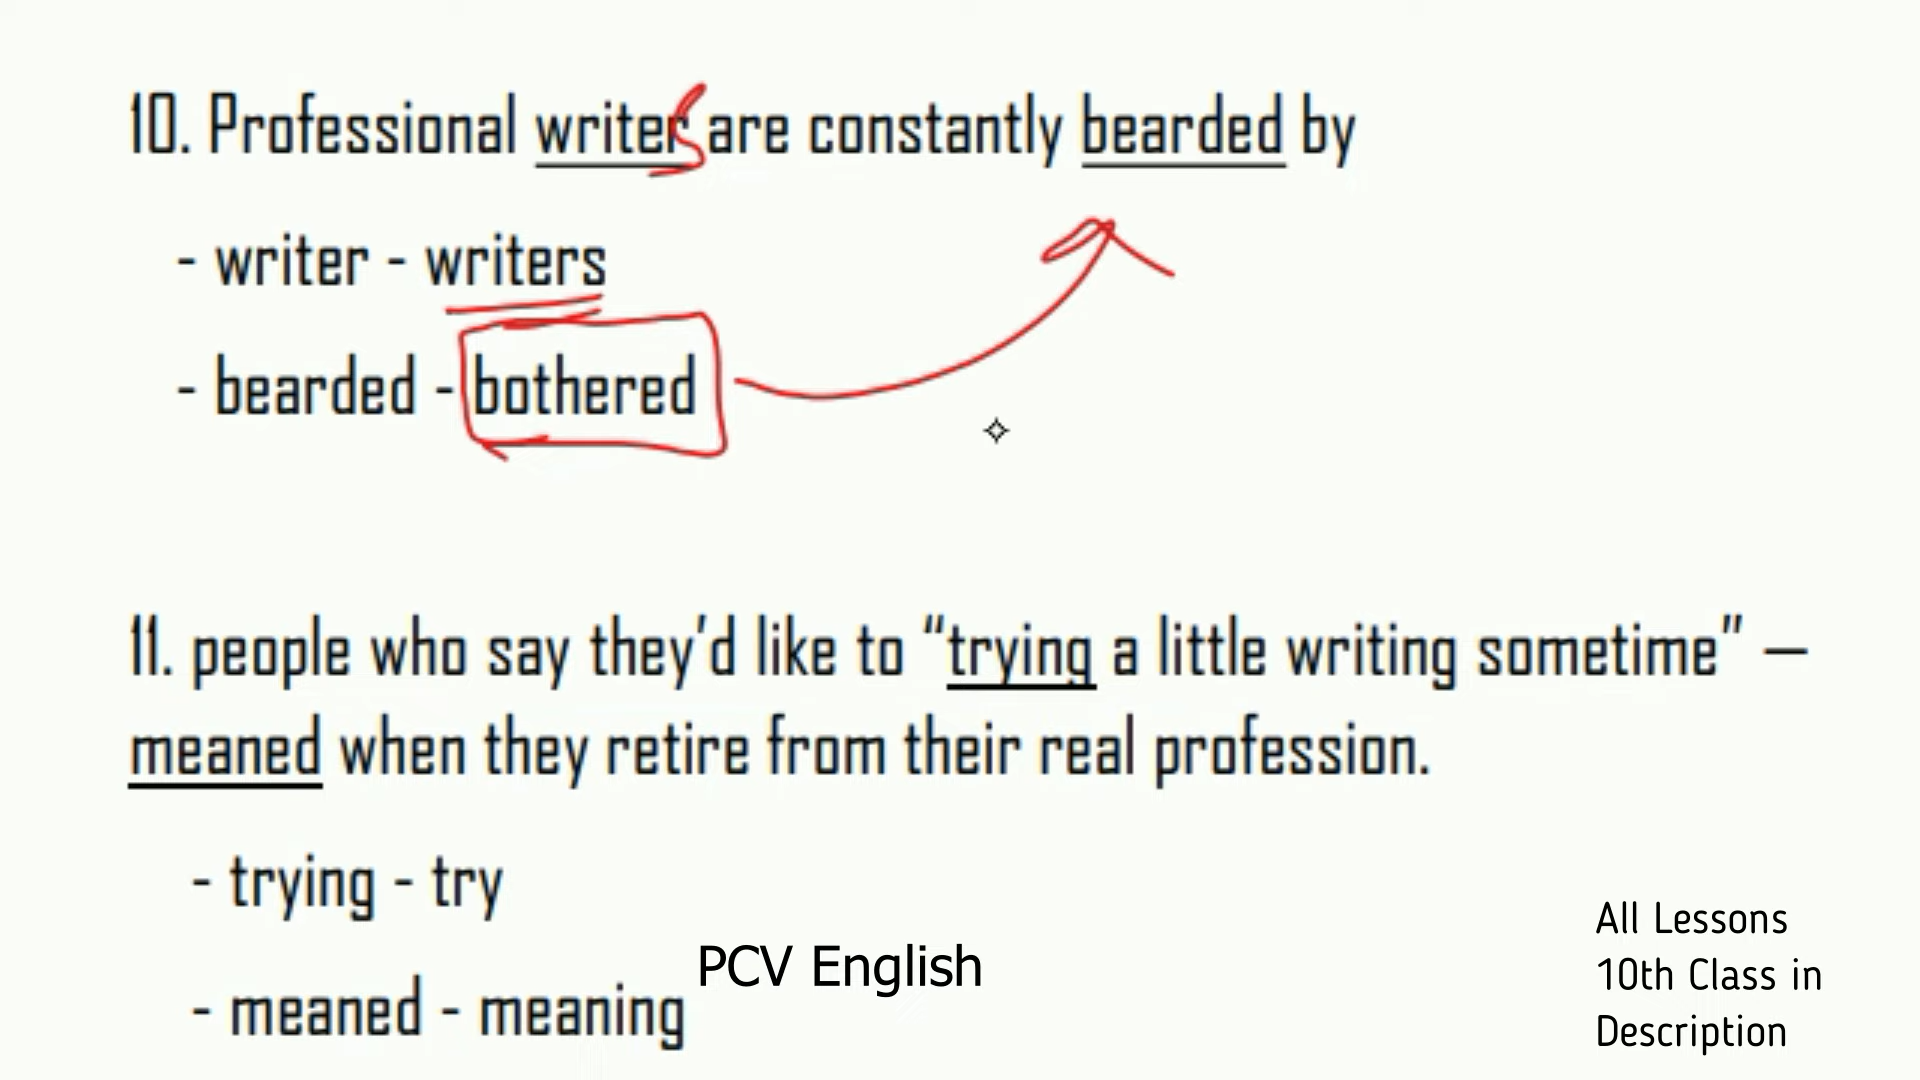 10. Professional writer s are constantly bearded by
- writer - writers
- bearded - bothered
11. people who say they’d like to “trying a little writing sometime” —
meaned when they retire from their real profession.
- trying - try
- meaned - meaning
PCV English
All Lessons
10th Class in
Description